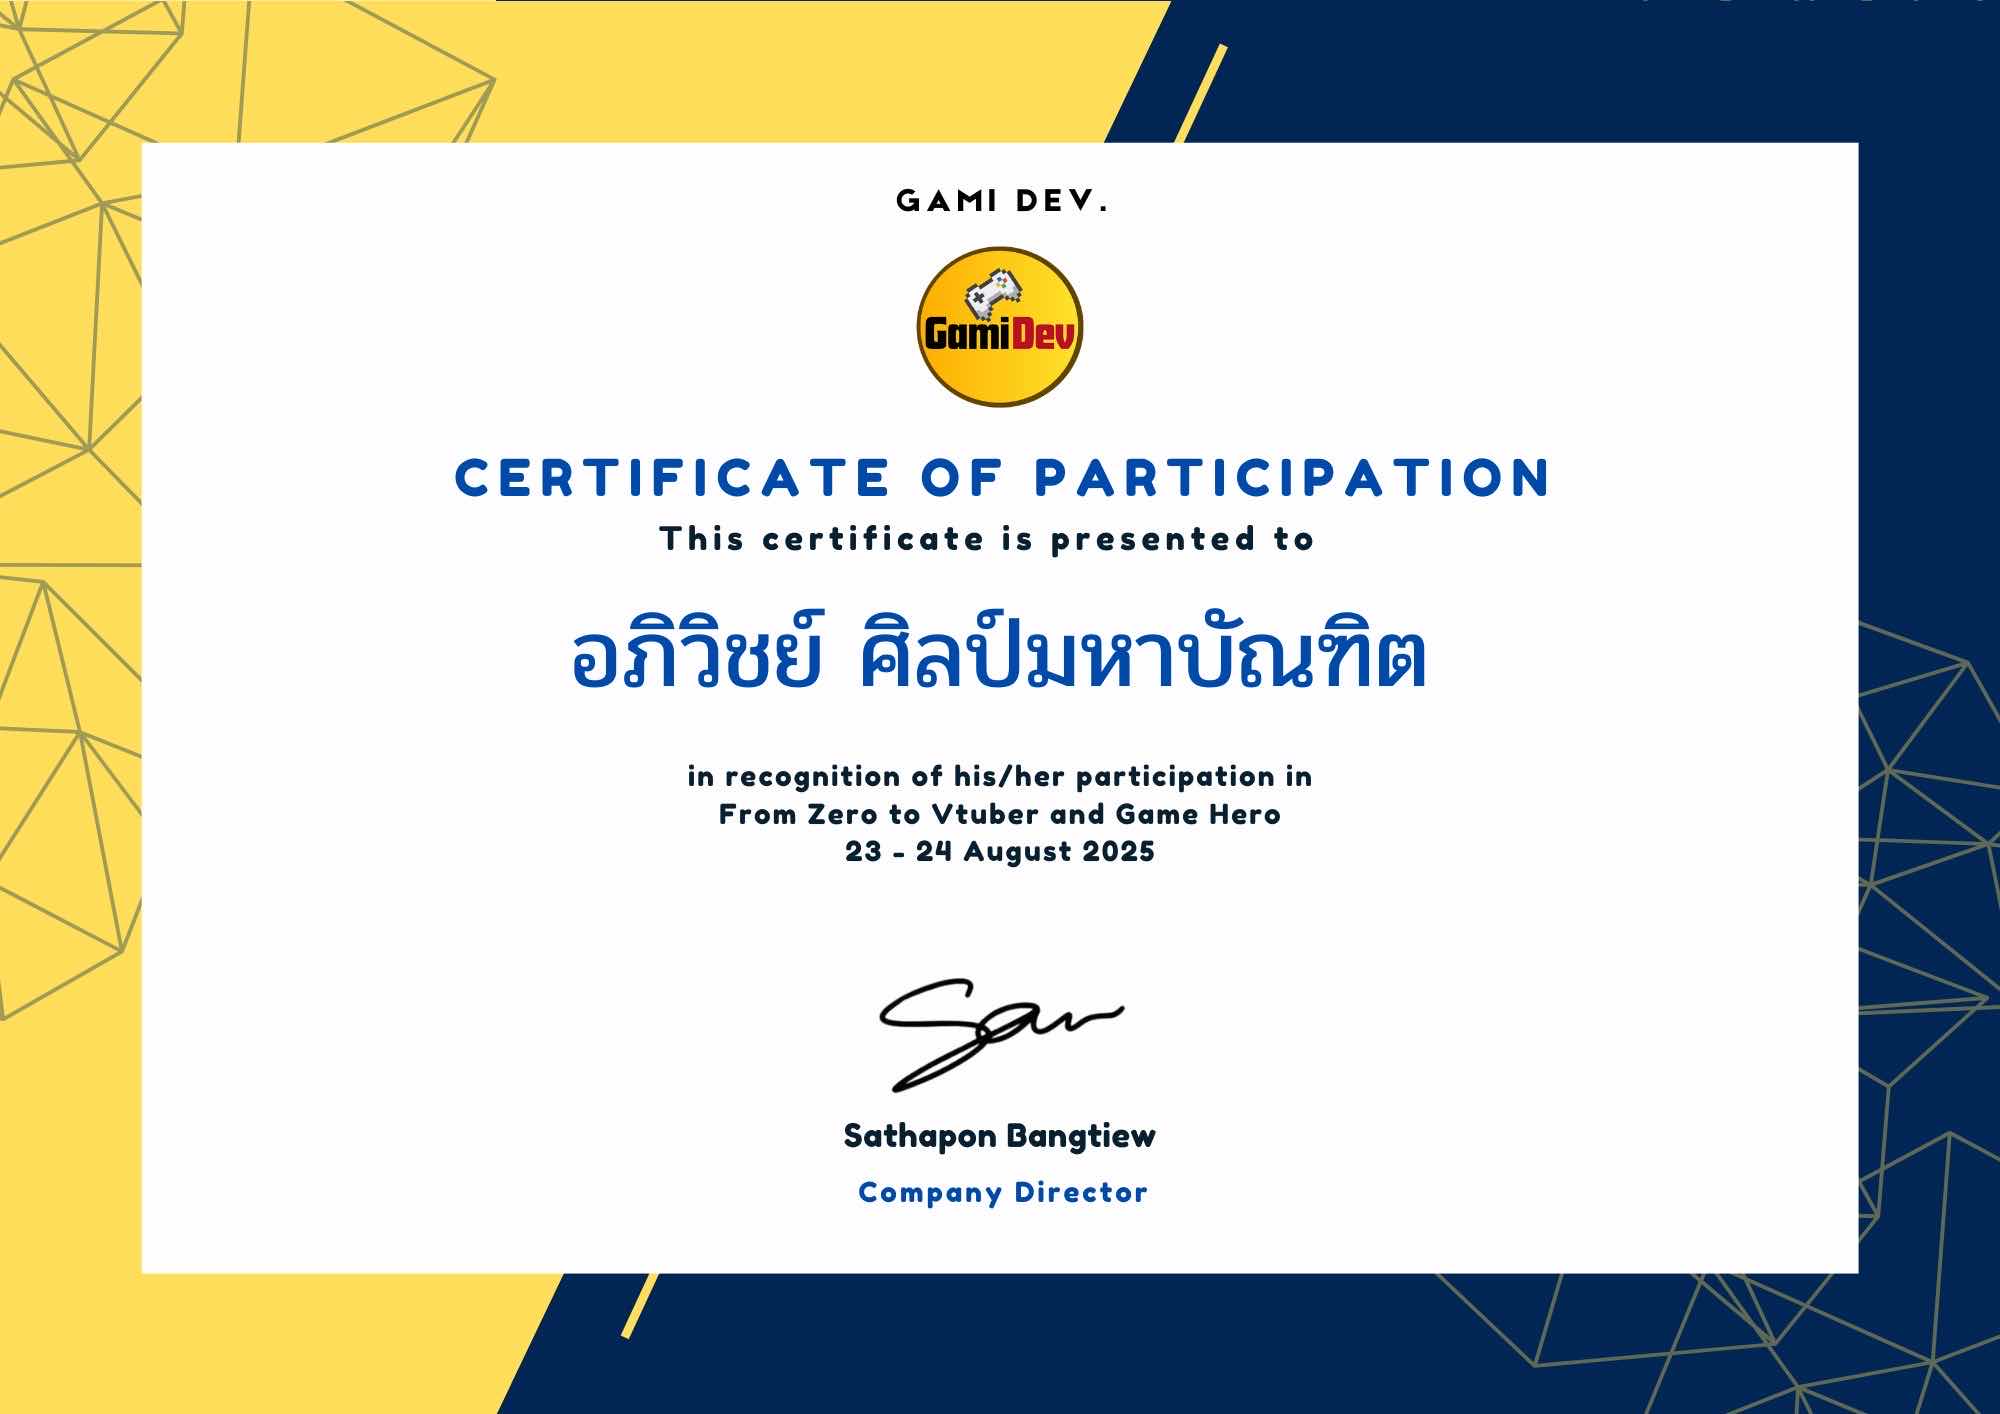 GAMI DEV.
GamiDev
CERTIFICATE OF PARTICIPATION
This certificate is presented to
อภิวิชย์ ศิลป์มหาบัณฑิต
in recognition of his/her participation in
From Zero to Vtuber and Game Hero
23 - 24 August 2025
Sathapon Bangtiew
Company Director